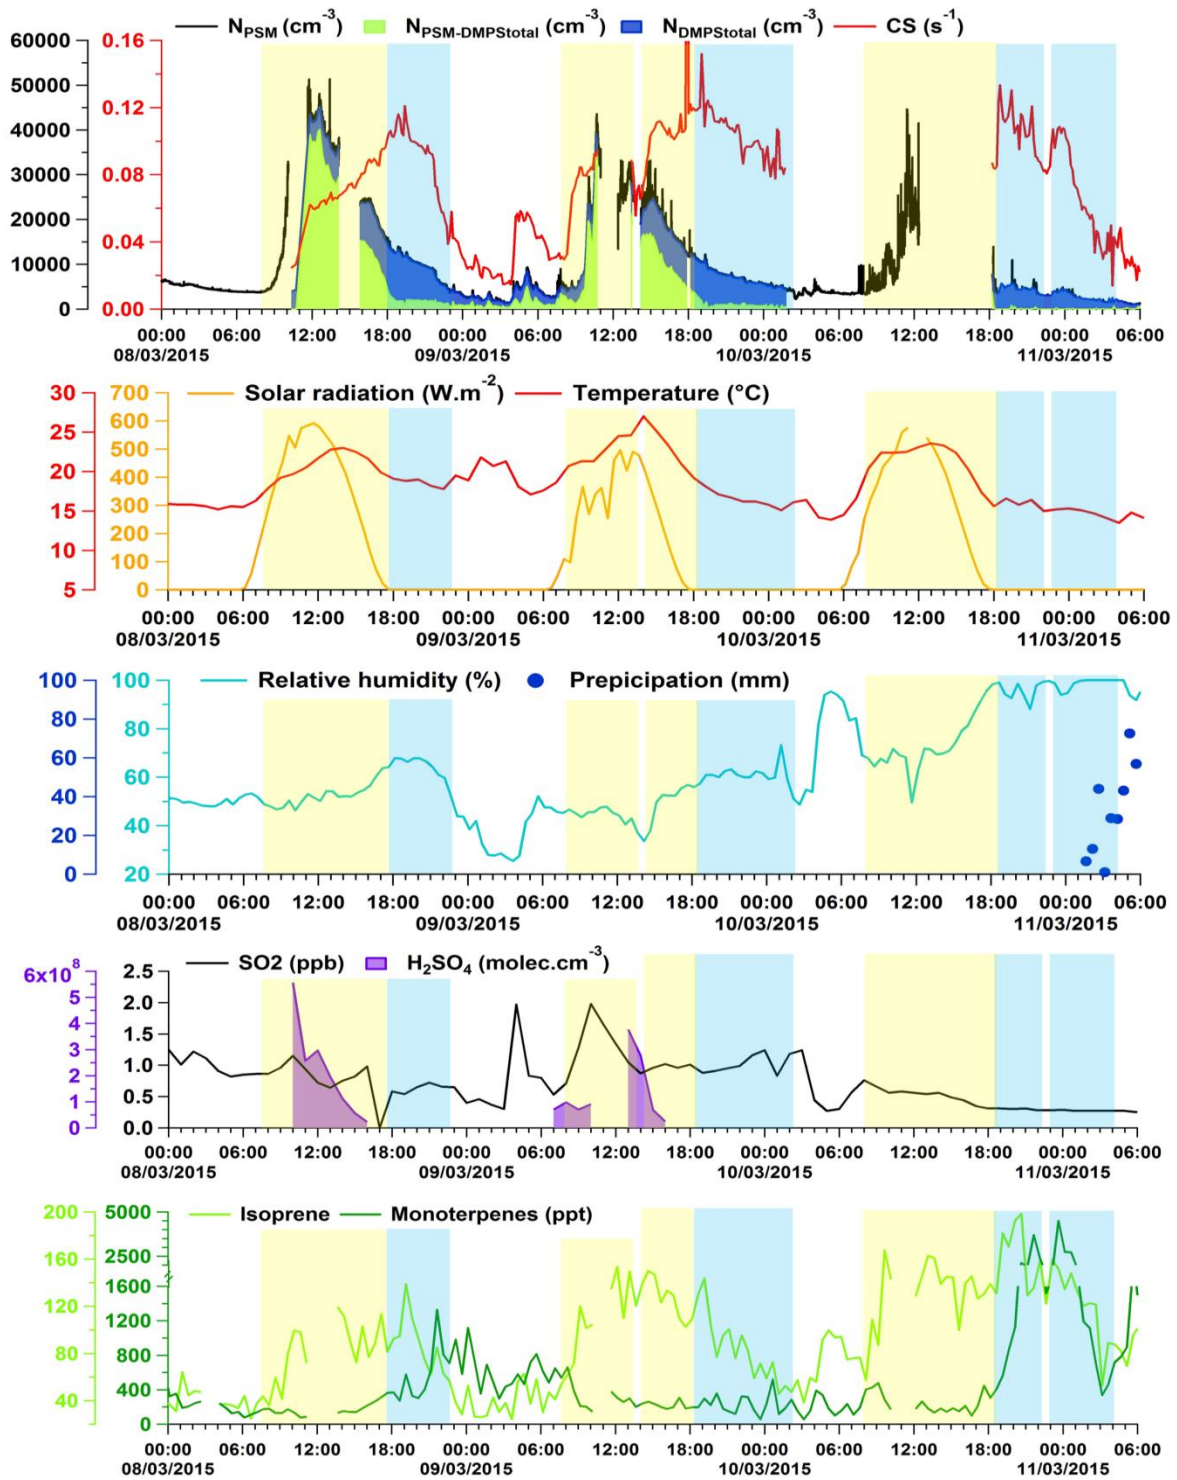 N_PSM (cm^-3) N_PSM-DMPStotal (cm^-3) N_DMPStotal (cm^-3) CS (s^-1)
60000 0.16
50000
0.12
40000
30000 0.08
20000
0.04
10000
0 0.00
00:00 06:00 12:00 18:00 00:00 06:00 12:00 18:00 00:00 06:00 12:00 18:00 00:00 06:00
08/03/2015 09/03/2015 10/03/2015 11/03/2015
Solar radiation (W.m^-2) Temperature (°C)
30 700
25 600
500
20 400
15 300
200
10 100
5 0
00:00 06:00 12:00 18:00 00:00 06:00 12:00 18:00 00:00 06:00 12:00 18:00 00:00 06:00
08/03/2015 09/03/2015 10/03/2015 11/03/2015
Relative humidity (%) Prepicipation (mm)
100 100
80 80
60
60
40
40
20
0 20
00:00 06:00 12:00 18:00 00:00 06:00 12:00 18:00 00:00 06:00 12:00 18:00 00:00 06:00
08/03/2015 09/03/2015 10/03/2015 11/03/2015
SO2 (ppb) H₂SO₄ (molec.cm^-3)
6x10^8 2.5
5 2.0
4
1.5
3
1.0
2
1 0.5
0 0.0
00:00 06:00 12:00 18:00 00:00 06:00 12:00 18:00 00:00 06:00 12:00 18:00 00:00 06:00
08/03/2015 09/03/2015 10/03/2015 11/03/2015
Isoprene Monoterpenes (ppt)
200 5000
160 2500
1600
120 1200
80 800
400
40
0
00:00 06:00 12:00 18:00 00:00 06:00 12:00 18:00 00:00 06:00 12:00 18:00 00:00 06:00
08/03/2015 09/03/2015 10/03/2015 11/03/2015